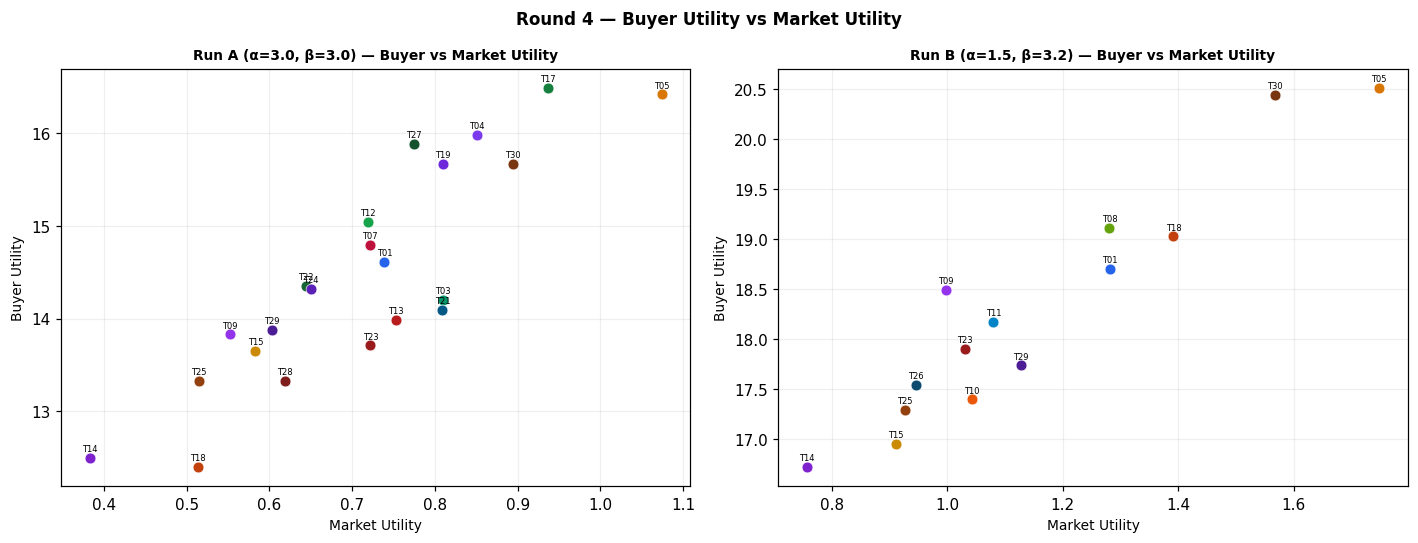 Round 4 — Buyer Utility vs Market Utility
Run A (α=3.0, β=3.0) — Buyer vs Market Utility
Buyer Utility
16
15
14
13
T17
T05
T04
T27
T19
T30
T12
T07
T01
T24
T03
T21
T13
T29
T09
T23
T15
T25
T28
T14
T18
0.4
0.5
0.6
0.7
0.8
0.9
1.0
1.1
Market Utility
Run B (α=1.5, β=3.2) — Buyer vs Market Utility
Buyer Utility
20.5
20.0
19.5
19.0
18.5
18.0
17.5
17.0
T05
T30
T08
T18
T01
T09
T11
T23
T29
T26
T10
T25
T15
T14
0.8
1.0
1.2
1.4
1.6
Market Utility